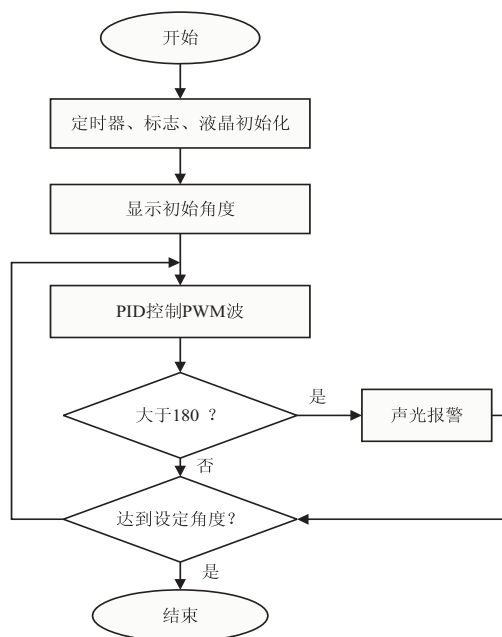 开始
定时器、标志、液晶初始化
显示初始角度
PID控制PWM波
大于180 ？
是
声光报警
否
达到设定角度？
是
结束